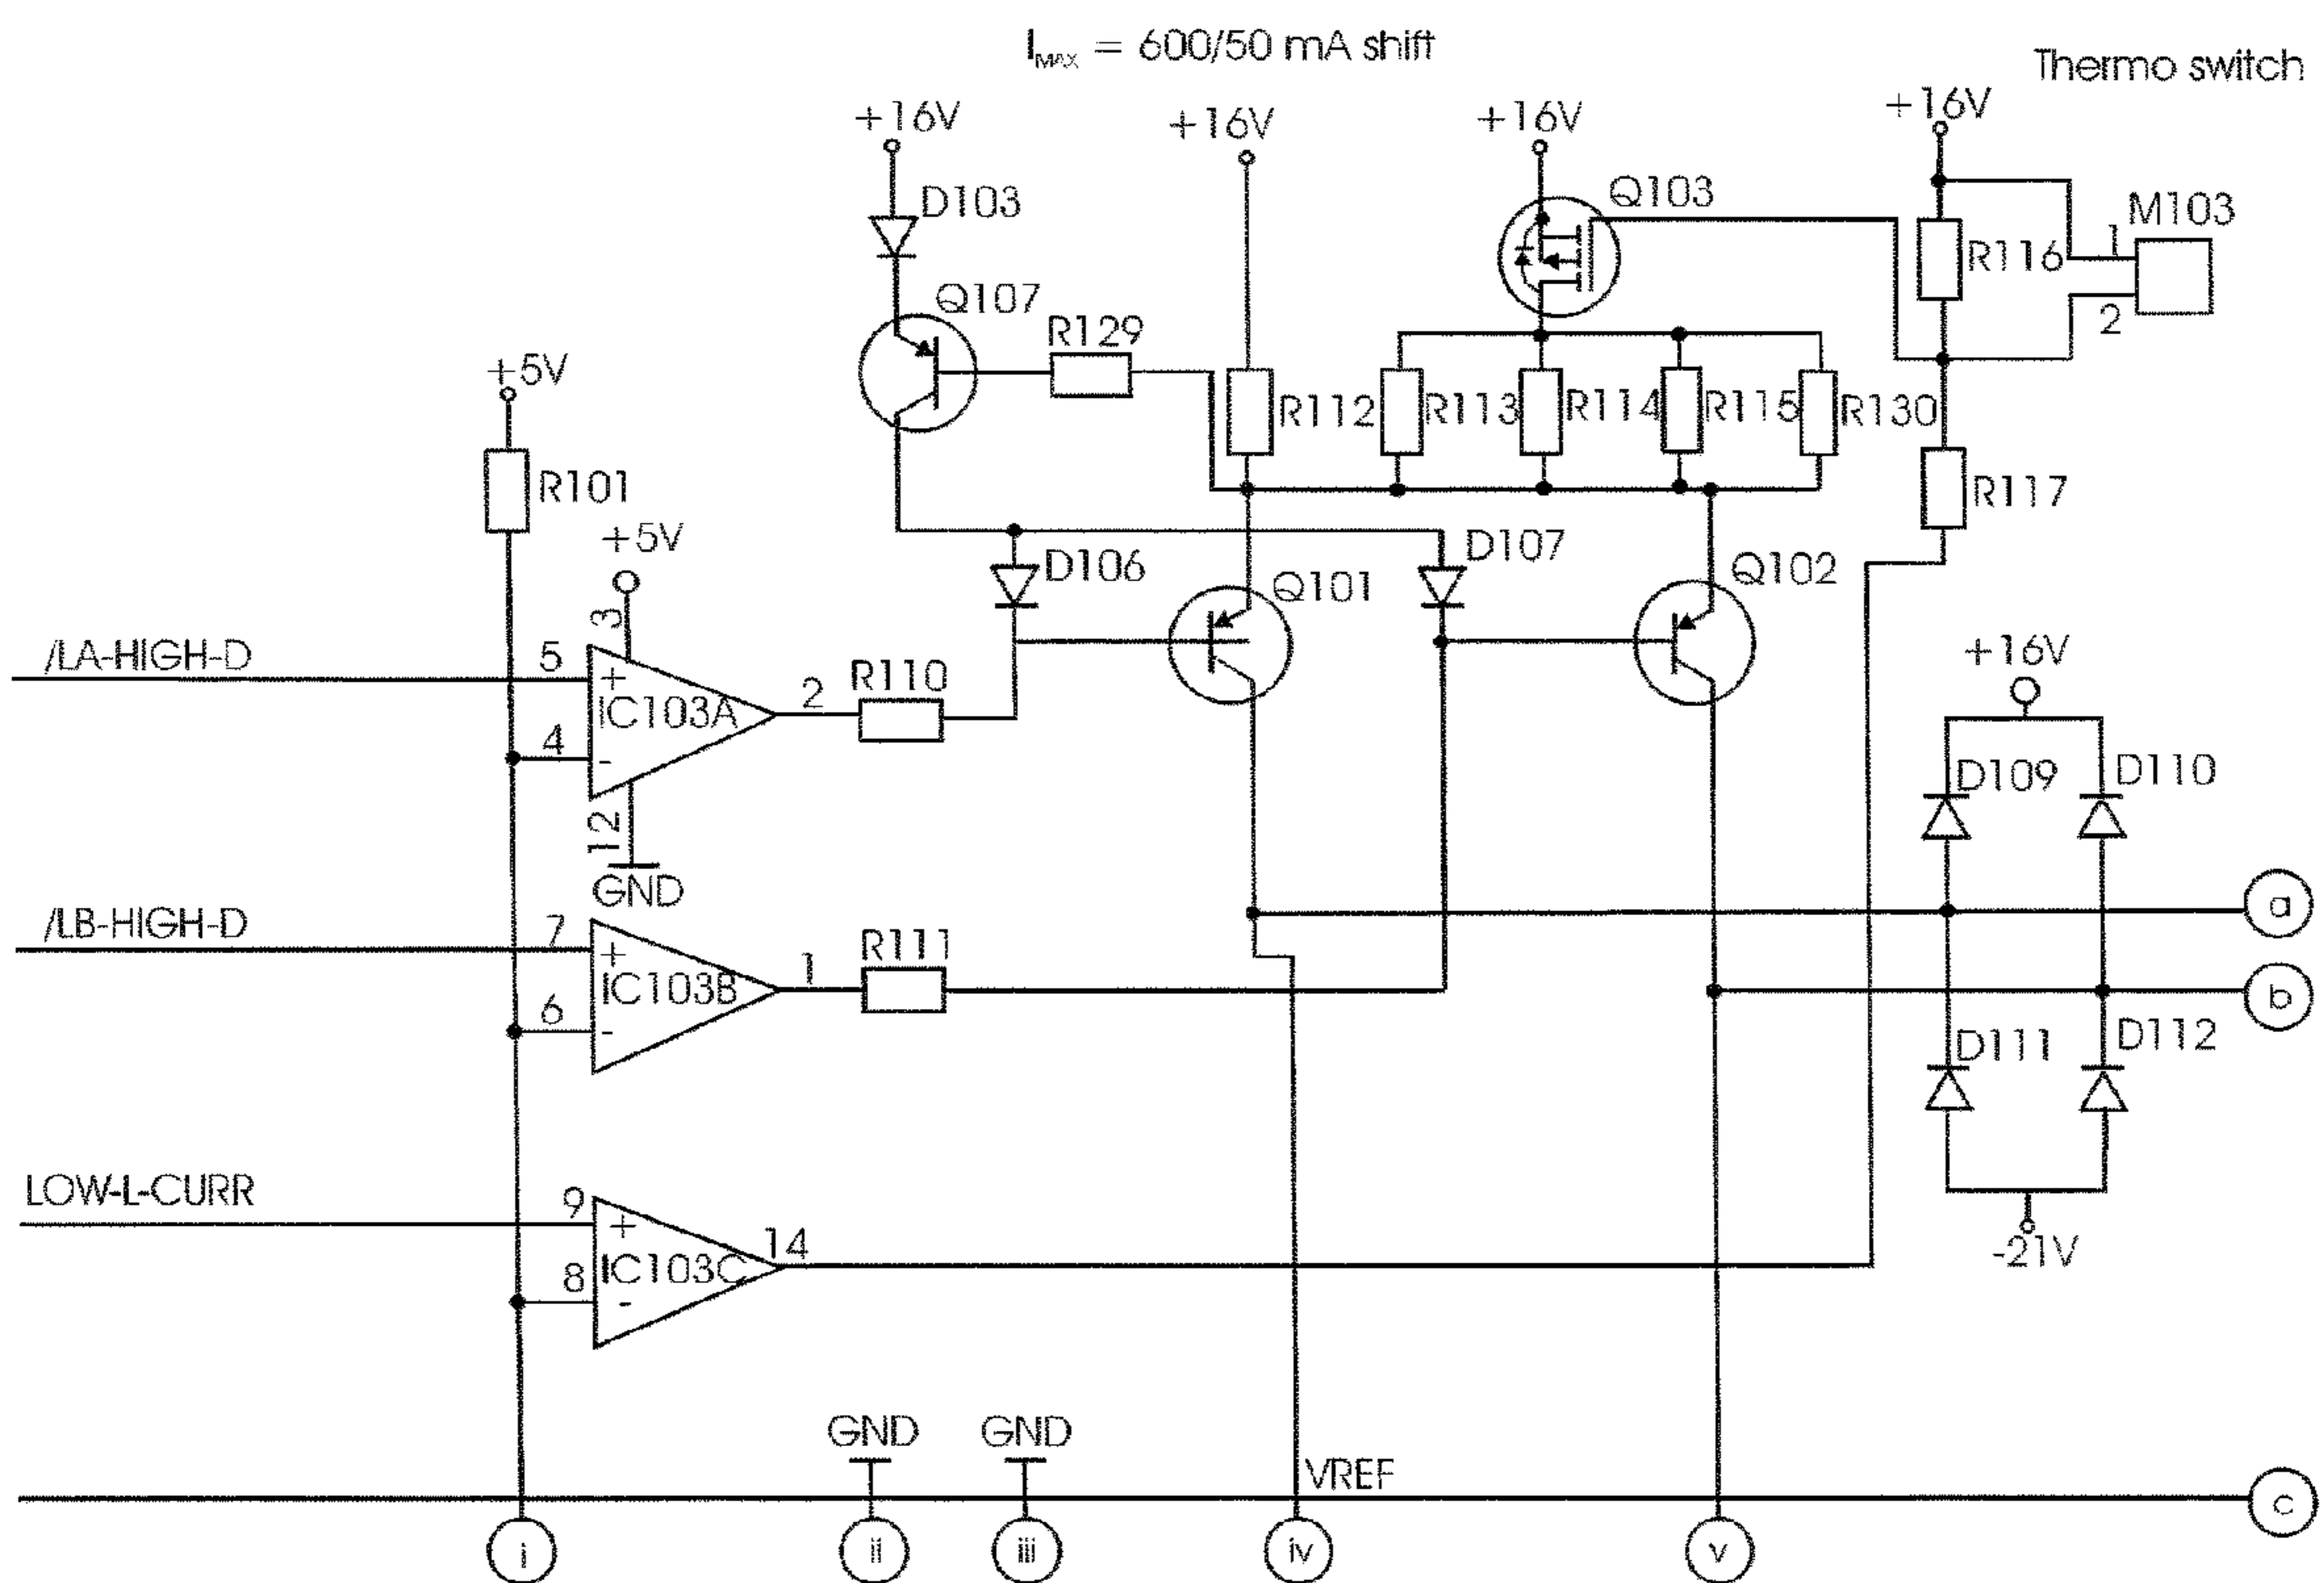 I_MAX = 600/50 mA shift
Thermo switch
+16V
+16V
+16V
+16V
D103
Q103
M103
1
R116
2
Q107
R129
+5V
R112
R113
R114
R115
R130
R101
R117
+5V
D106
D107
Q101
Q102
3
/LA-HIGH-D
5
+
IC103A
2
R110
4
-
12
GND
+16V
D109
D110
a
/LB-HIGH-D
7
+
IC103B
1
R111
6
-
b
D111
D112
LOW-L-CURR
9
+
IC103C
14
8
-
-21V
GND
GND
VREF
c
i
ii
iii
iv
v